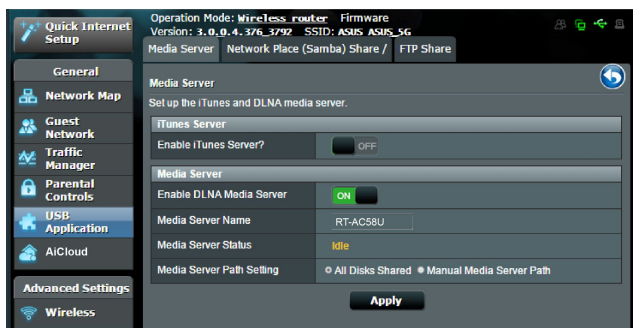 Quick Internet
Setup
Operation Mode: Wireless router Firmware
Version: 3.0.0.4.376_3792 SSID: ASUS ASUS_5G
Media Server Network Place (Samba) Share / FTP Share
General
Network Map
Guest
Network
Traffic
Manager
Parental
Controls
USB
Application
AiCloud
Advanced Settings
Wireless
Media Server
Set up the iTunes and DLNA media server.
iTunes Server
Enable iTunes Server? OFF
Media Server
Enable DLNA Media Server ON
Media Server Name RT-AC58U
Media Server Status Idle
Media Server Path Setting All Disks Shared Manual Media Server Path
Apply